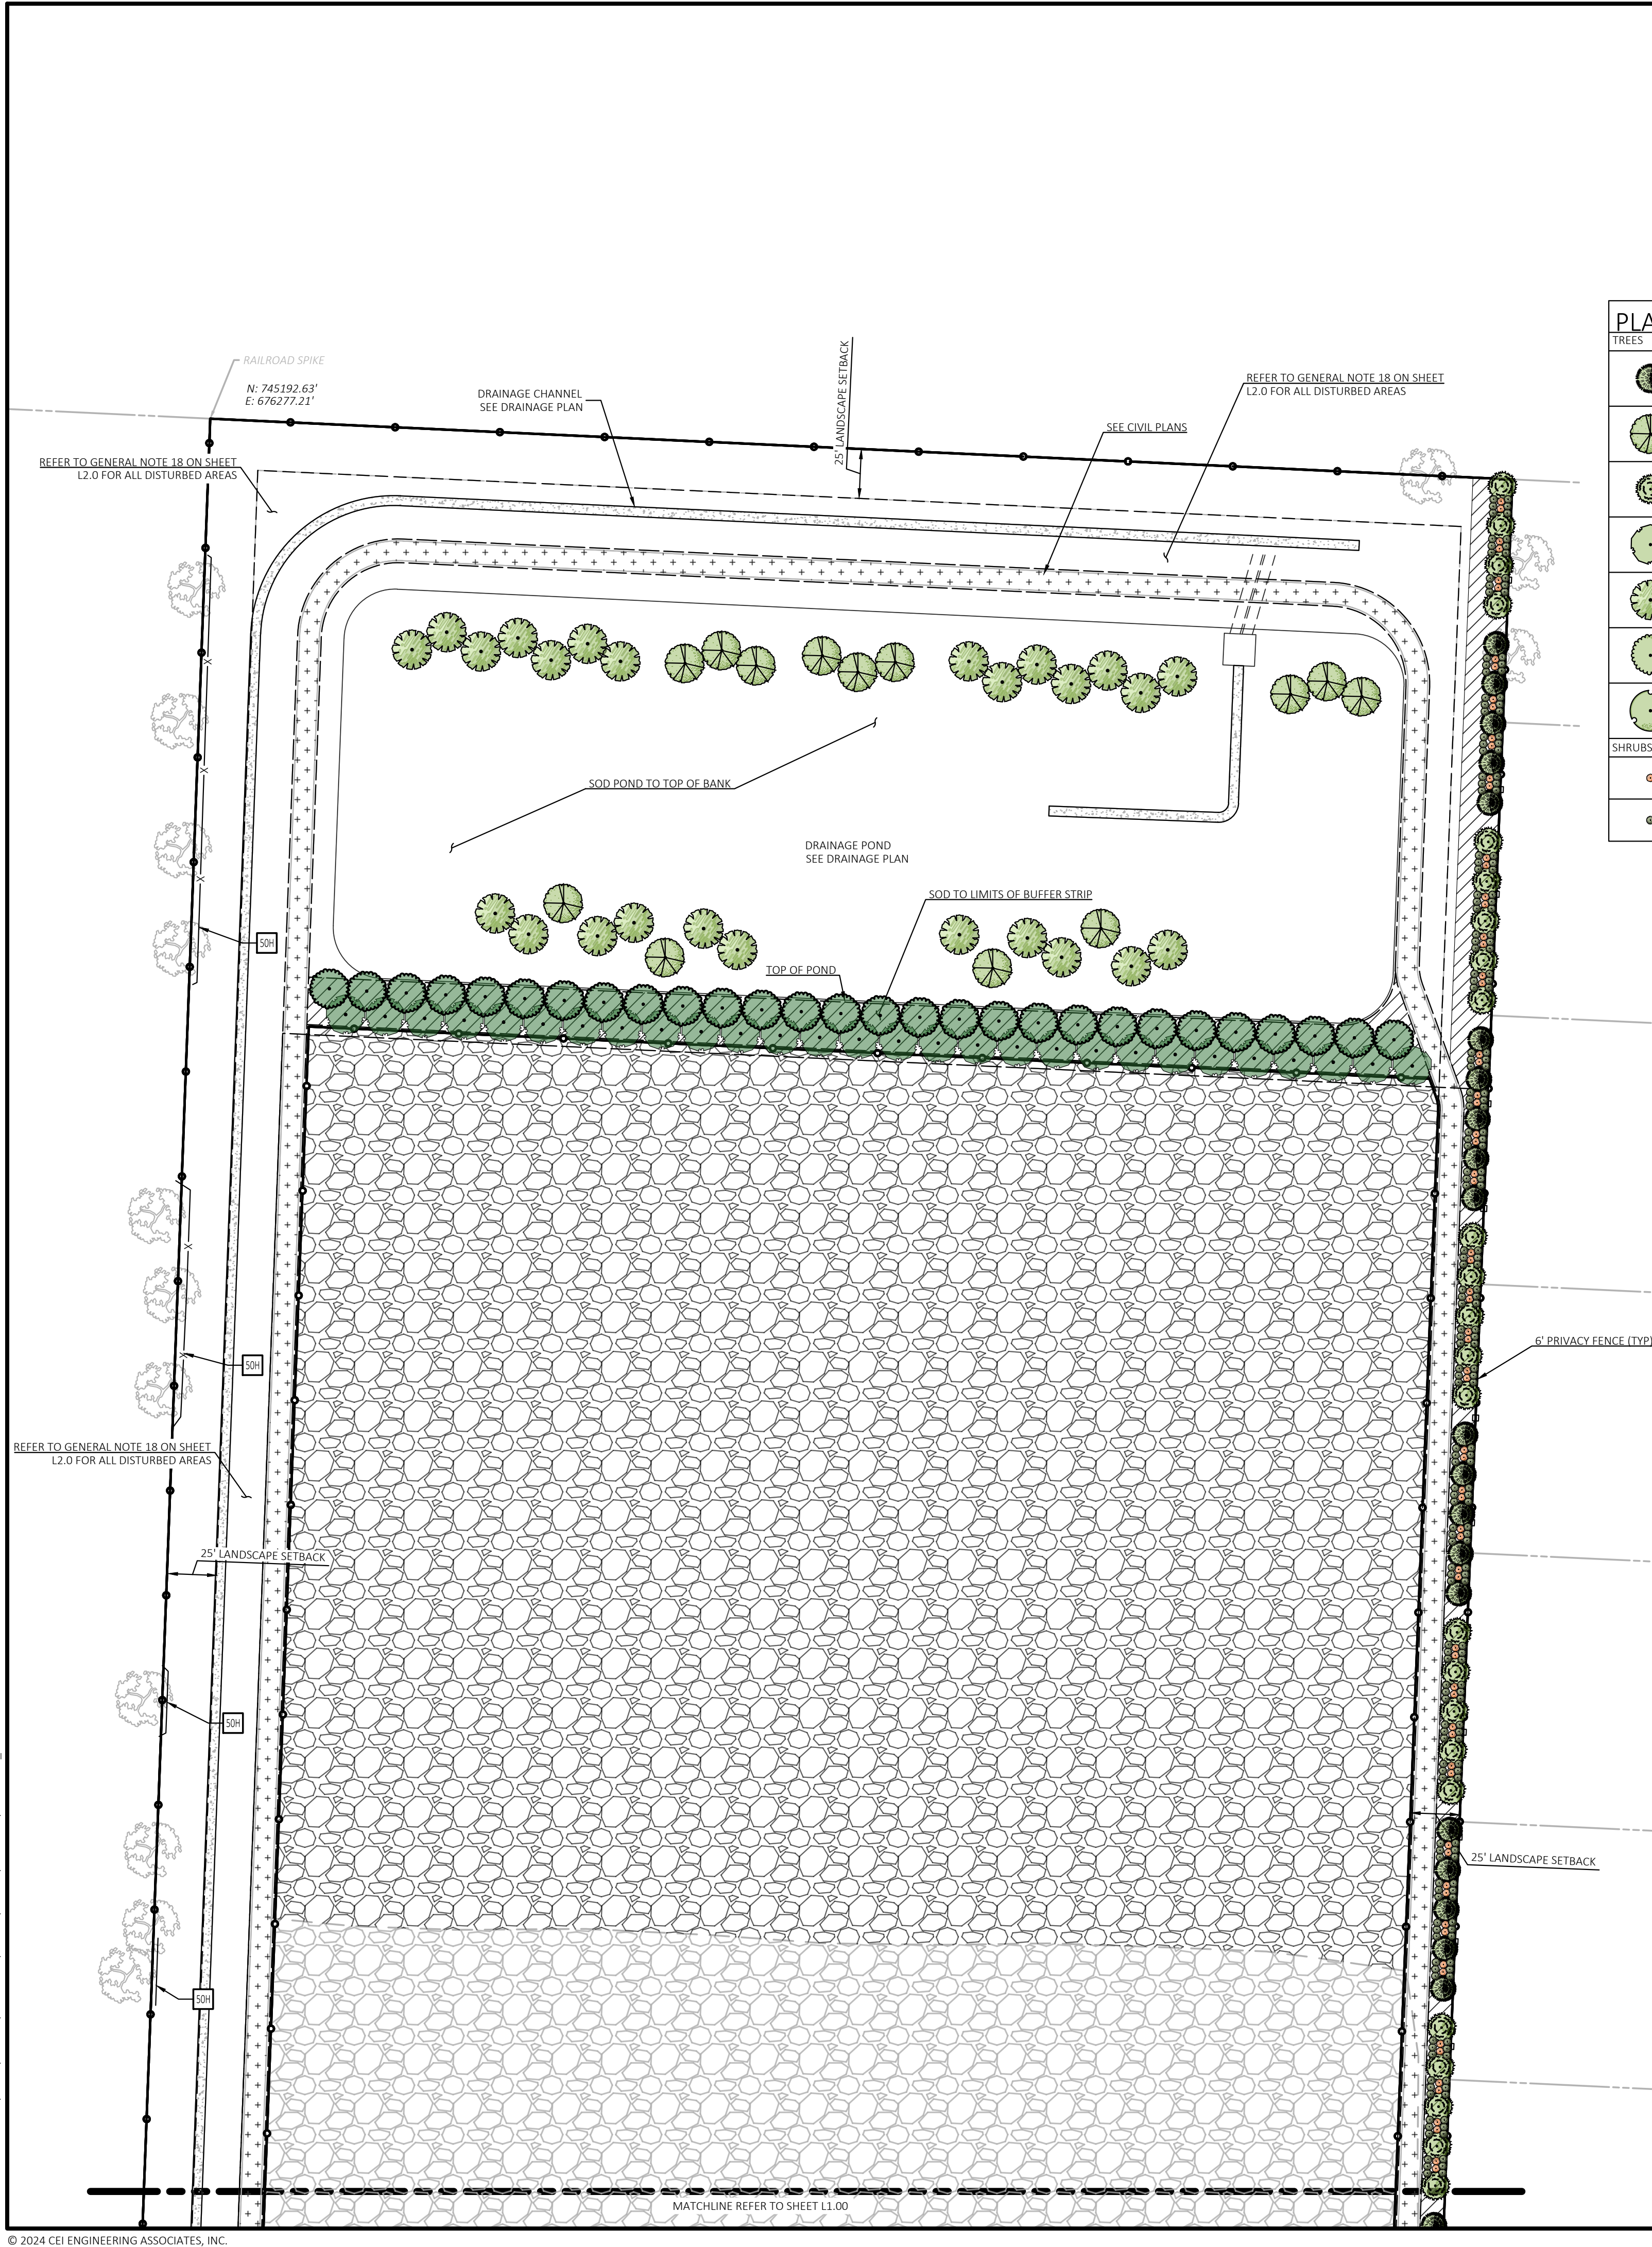 PLA
TREES
RAILROAD SPIKE
N: 745192.63'
E: 676277.21'
DRAINAGE CHANNEL
SEE DRAINAGE PLAN
25' LANDSCAPE SETBACK
REFER TO GENERAL NOTE 18 ON SHEET
L2.0 FOR ALL DISTURBED AREAS
SEE CIVIL PLANS
REFER TO GENERAL NOTE 18 ON SHEET
L2.0 FOR ALL DISTURBED AREAS
X
SHRUBS
X
SOD POND TO TOP OF BANK
DRAINAGE POND
SEE DRAINAGE PLAN
X
SOD TO LIMITS OF BUFFER STRIP
50H
TOP OF POND
X
6' PRIVACY FENCE (TYP)
X
50H
REFER TO GENERAL NOTE 18 ON SHEET
L2.0 FOR ALL DISTURBED AREAS
25' LANDSCAPE SETBACK
50H
25' LANDSCAPE SETBACK
50H
MATCHLINE REFER TO SHEET L1.00
© 2024 CEI ENGINEERING ASSOCIATES, INC.